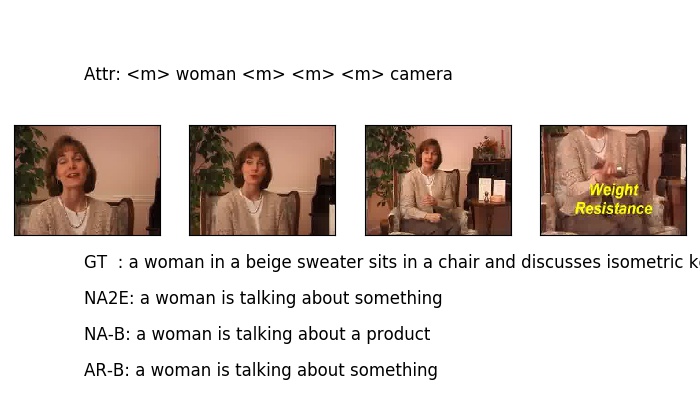 Attr: <m> woman <m> <m> <m> camera
Weight
Resistance
GT : a woman in a beige sweater sits in a chair and discusses isometric
NA2E: a woman is talking about something
NA-B: a woman is talking about a product
AR-B: a woman is talking about something